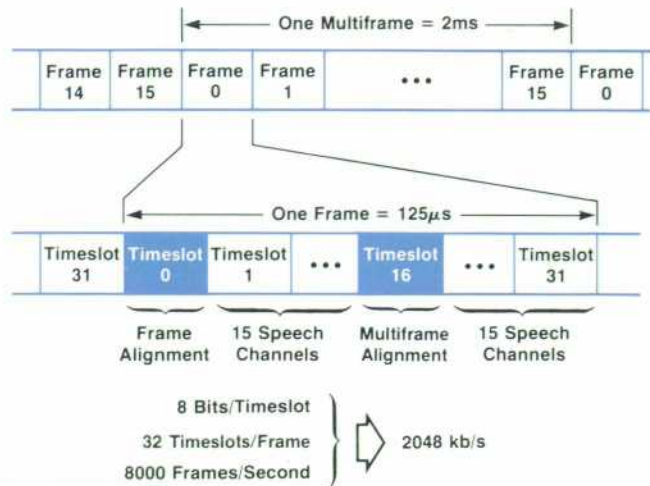 One Multiframe = 2ms
Frame 14 Frame 15 Frame 0 Frame 1 ••• Frame 15 Frame 0
One Frame = 125µs
Timeslot 31 Timeslot 0 Timeslot 1 ••• Timeslot 16 ••• Timeslot 31
Frame Alignment 15 Speech Channels Multiframe Alignment 15 Speech Channels
8 Bits/Timeslot
32 Timeslots/Frame
8000 Frames/Second
2048 kb/s